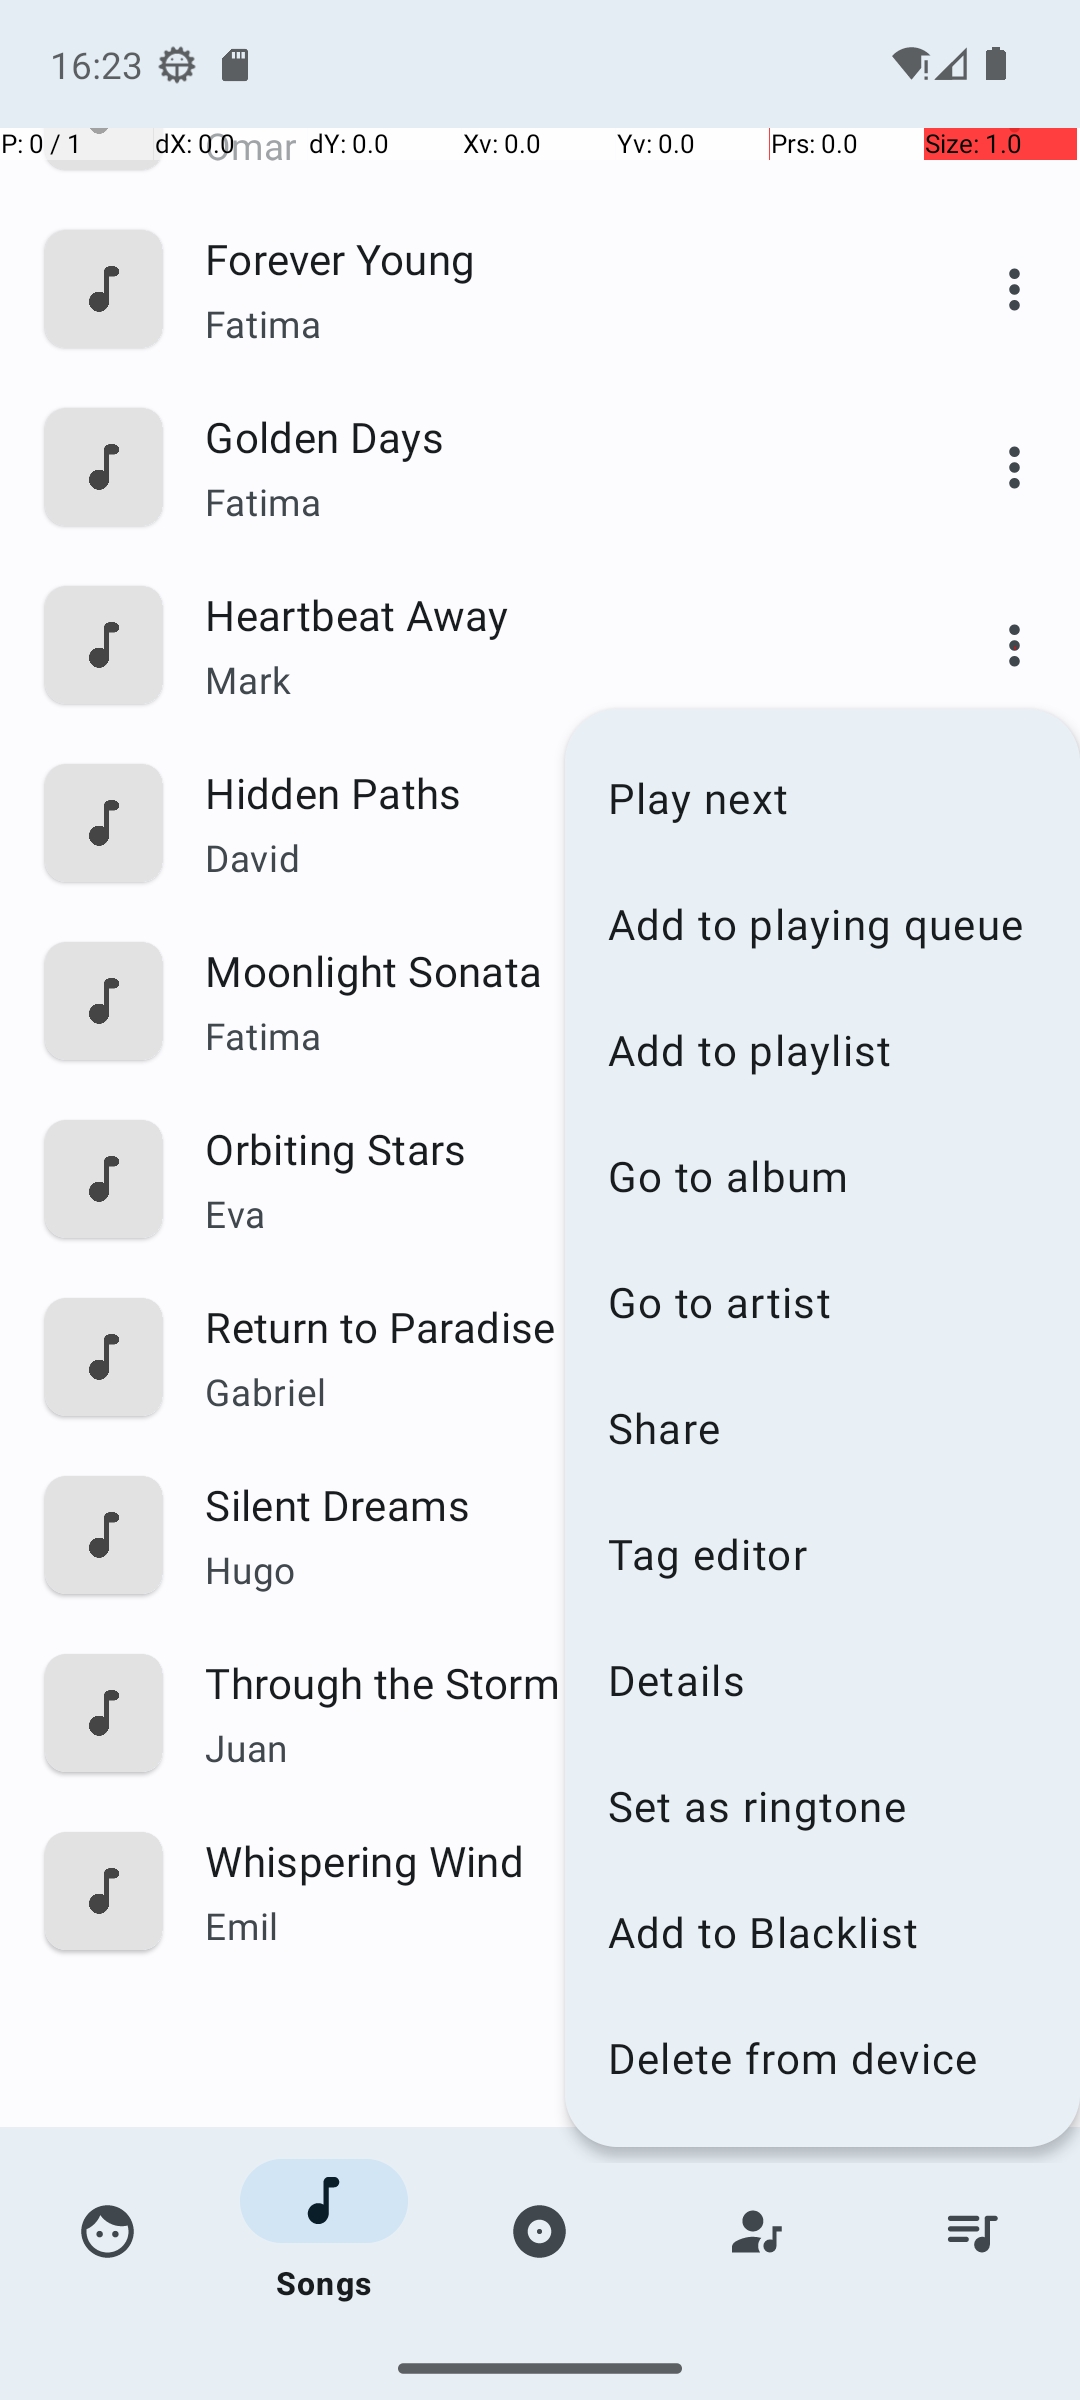 16:23
P: 0 / 1 dX: 0.0 dY: 0.0 Xv: 0.0 Yv: 0.0 Prs: 0.0 Size: 1.0
Omar
Forever Young
Fatima
Golden Days
Fatima
Heartbeat Away
Mark
Hidden Paths
David
Moonlight Sonata
Fatima
Orbiting Stars
Eva
Return to Paradise
Gabriel
Silent Dreams
Hugo
Through the Storm
Juan
Whispering Wind
Emil
Play next
Add to playing queue
Add to playlist
Go to album
Go to artist
Share
Tag editor
Details
Set as ringtone
Add to Blacklist
Delete from device
Songs